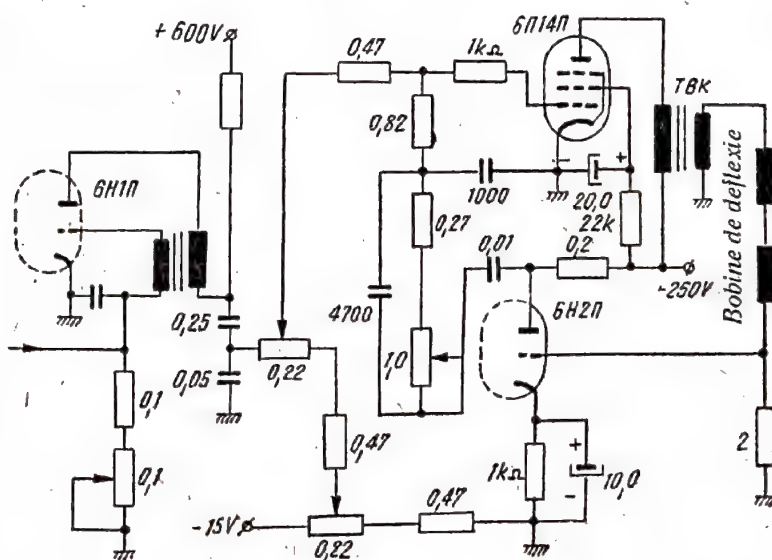 + 600V
6Н1П
0,25
0,05
0,1
0,1
0,22
0,47
-15V
0,22
0,47
0,47
1kΩ
0,82
1000
0,27
4700
1,0
0,01
6П14П
- +
20,0
22k
0,2
-250V
6Н2П
1kΩ
+
-
10,0
ТВК
Bobine de deflexie
2